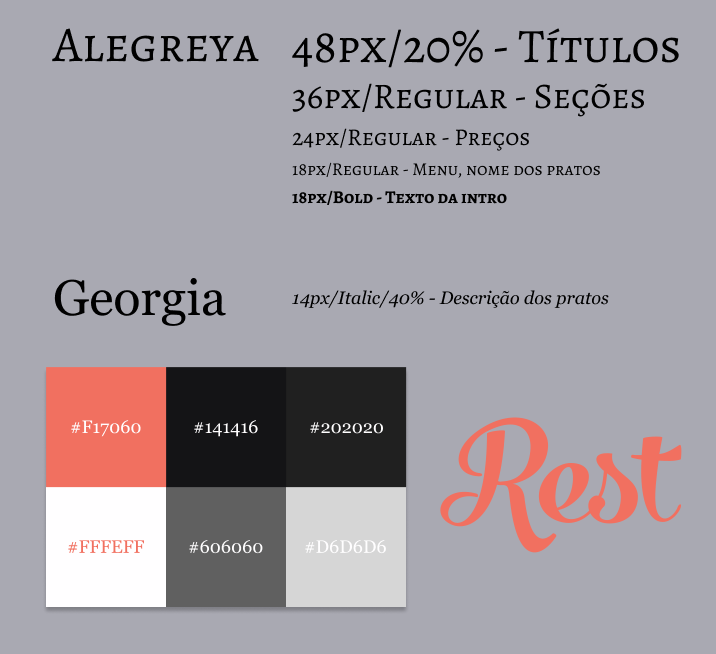 Alegreya
48px/20% - Títulos
36px/Regular - Seções
24px/Regular - Preços
18px/Regular - Menu, nome dos pratos
18px/Bold - Texto da intro
Georgia
14px/Italic/40% - Descrição dos pratos
#F17060
#141416
#202020
#FFFEFF
#606060
#D6D6D6
Rest